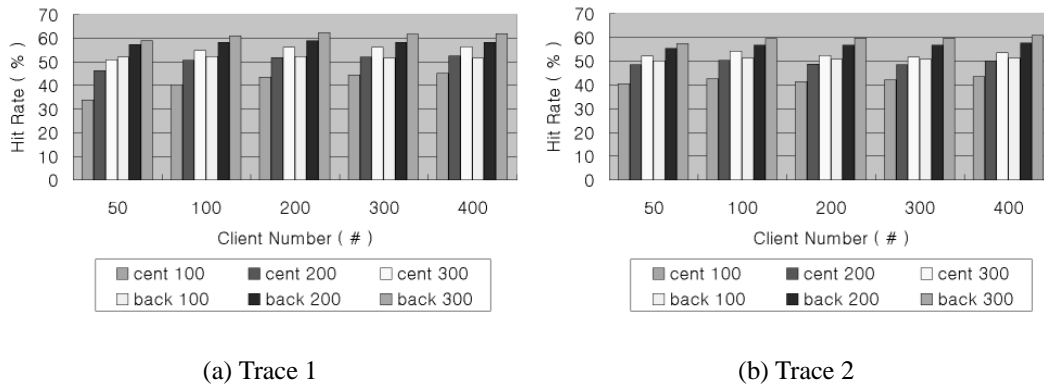 70
60
50
40
30
20
10
0
Hit Rate ( % )
50 100 200 300 400
Client Number ( # )
cent 100 cent 200 cent 300
back 100 back 200 back 300
(a) Trace 1
70
60
50
40
30
20
10
0
Hit Rate ( % )
50 100 200 300 400
Client Number ( # )
cent 100 cent 200 cent 300
back 100 back 200 back 300
(b) Trace 2